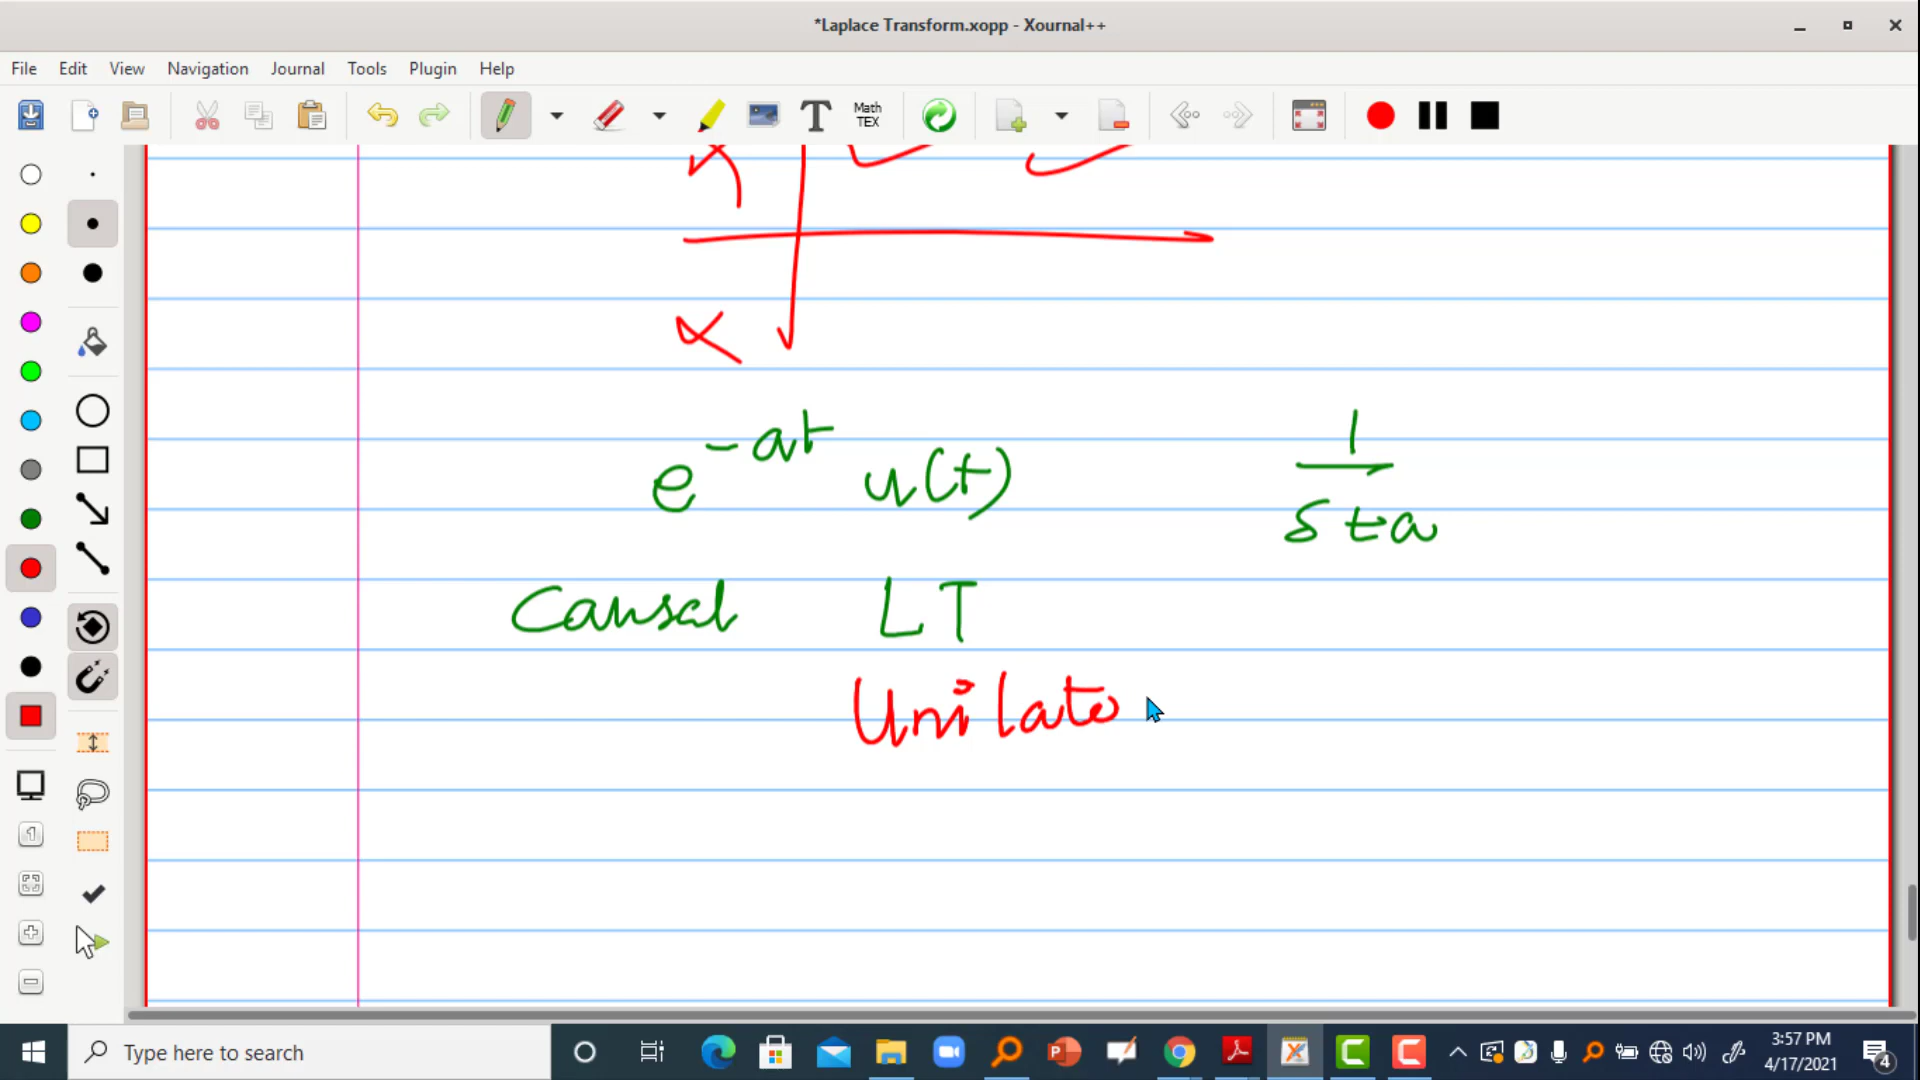 *Laplace Transform.xopp - Xournal++
File Edit View Navigation Journal Tools Plugin Help
T Math TEX
e^-at u(t) 1/s+a
Causal LT
Unilate
Type here to search
3:57 PM
4/17/2021
4